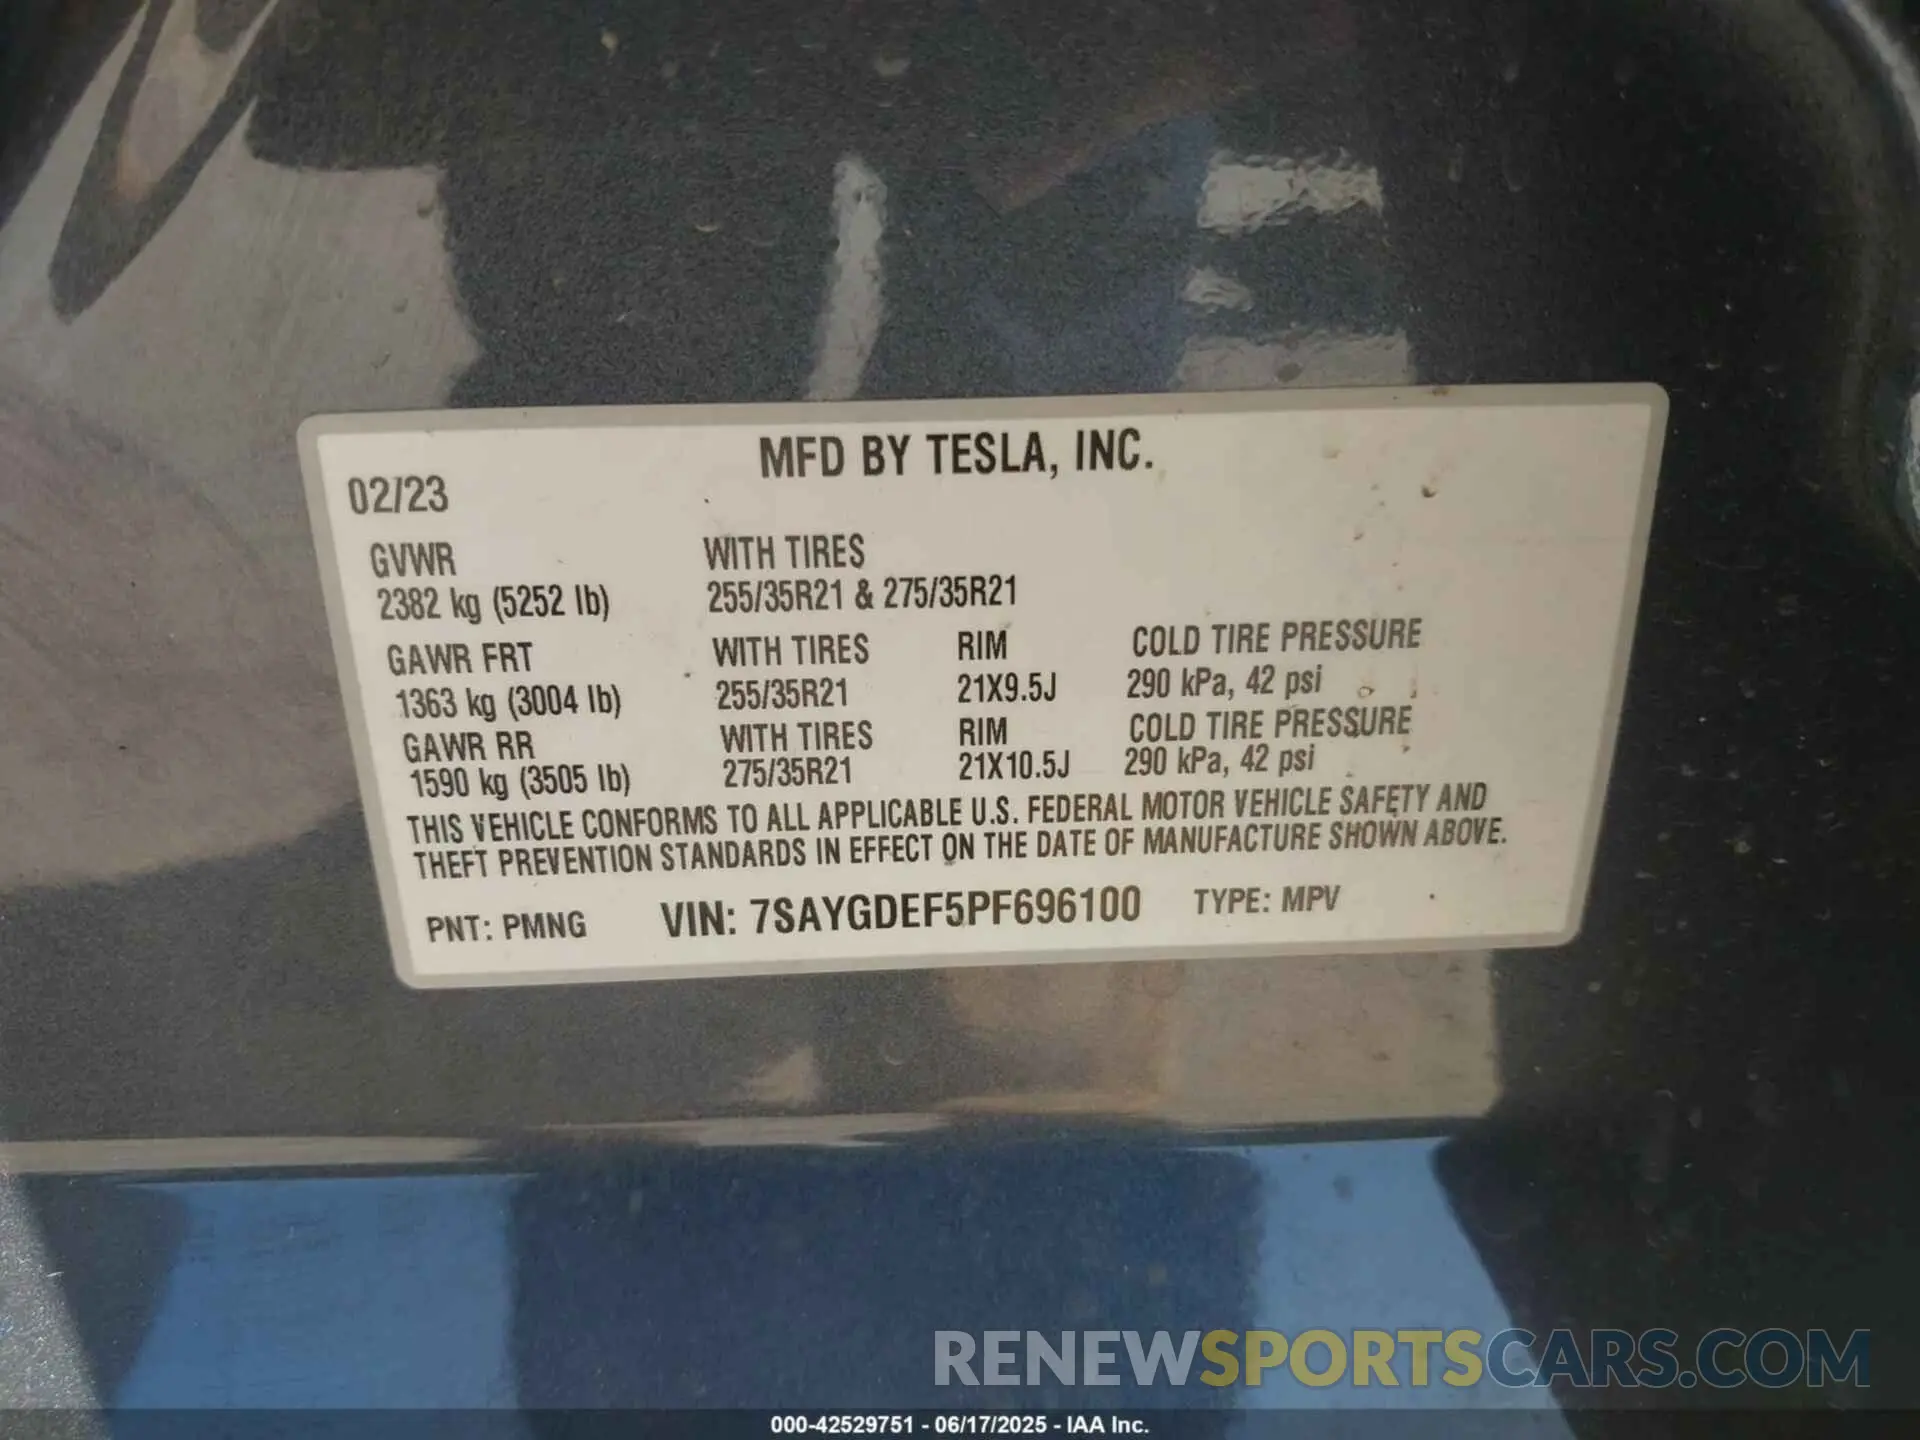 MFD BY TESLA, INC.
02/23
GVWR WITH TIRES
2382 kg (5252 lb) 255/35R21 & 275/35R21
GAWR FRT WITH TIRES RIM COLD TIRE PRESSURE
1363 kg (3004 lb) 255/35R21 21X9.5J 290 kPa, 42 psi
GAWR RR WITH TIRES RIM COLD TIRE PRESSURE
1590 kg (3505 lb) 275/35R21 21X10.5J 290 kPa, 42 psi
THIS VEHICLE CONFORMS TO ALL APPLICABLE U.S. FEDERAL MOTOR VEHICLE SAFETY AND
THEFT PREVENTION STANDARDS IN EFFECT ON THE DATE OF MANUFACTURE SHOWN ABOVE.
PNT: PMNG VIN: 7SAYGDEF5PF696100 TYPE: MPV
RENEWSPORTSCARS.COM
000-42529751 - 06/17/2025 - IAA Inc.